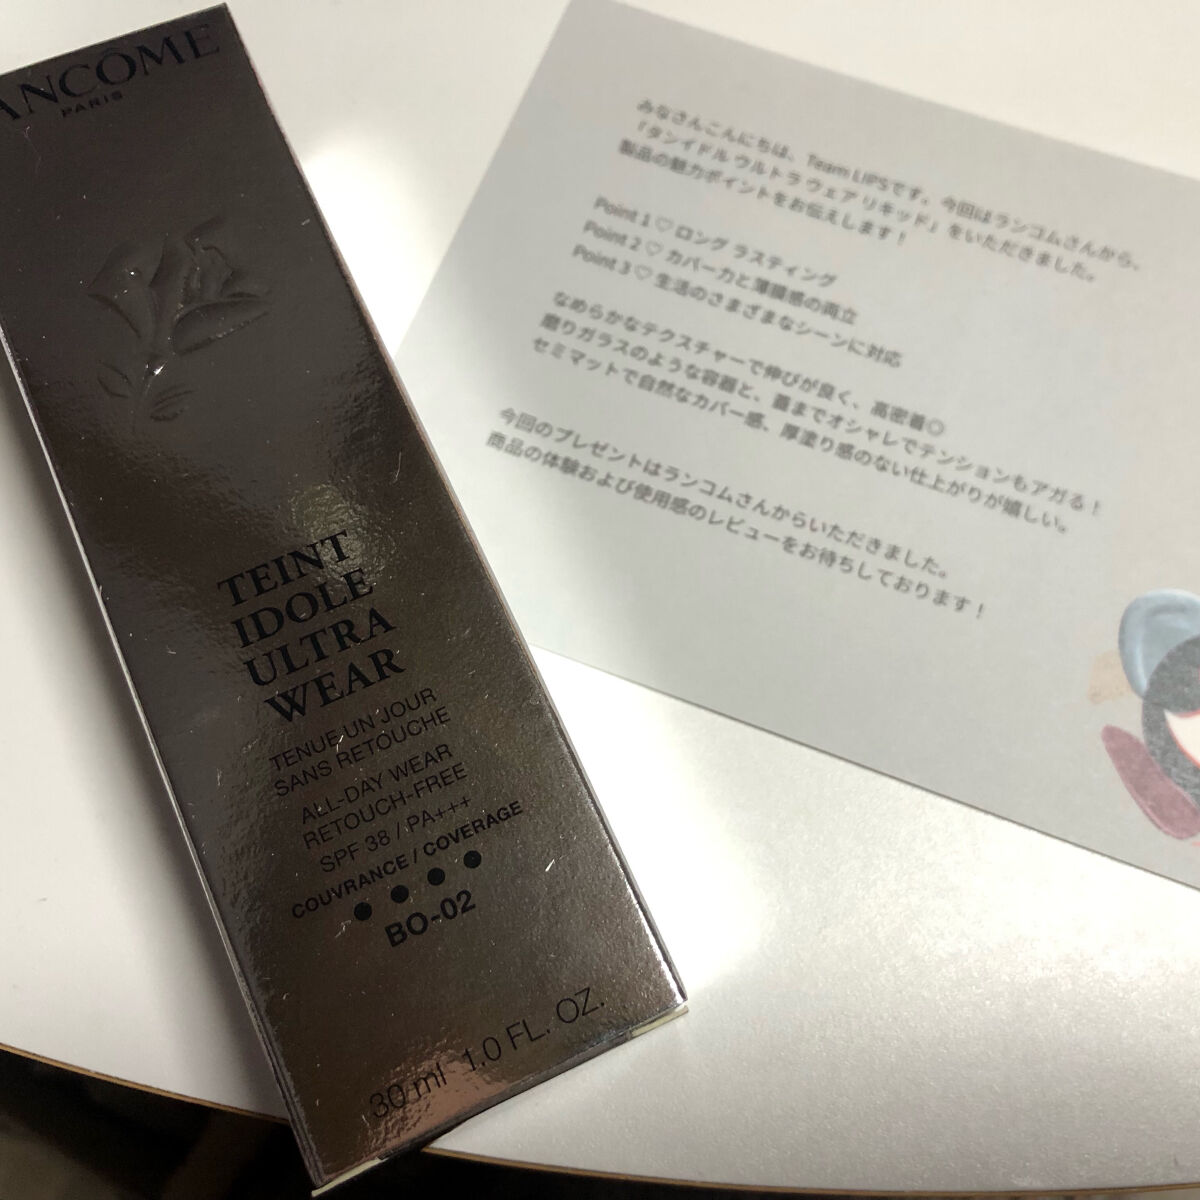 LANCÔME
PARIS
TEINT
IDOLE
ULTRA
WEAR
TENUE UN JOUR
SANS RETOUCHE
ALL-DAY WEAR
RETOUCH-FREE
SPF 38 / PA+++
COUVRANCE / COVERAGE
BO-02
30 ml 1.0 FL. OZ.
みなさんこんにちは、Team LIPSです。今回はランコムさんから、
「タンイドル ウルトラ ウェア リキッド」をいただきました。
製品の魅力ポイントをお伝えします！
Point 1 ♡ ロング ラスティング
Point 2 ♡ カバー力と薄膜感の両立
Point 3 ♡ 生活のさまざまなシーンに対応
なめらかなテクスチャーで伸びが良く、高密着◎
磨りガラスのような容器と、蓋までオシャレでテンションもアガる！
セミマットで自然なカバー感、厚塗り感のない仕上がりが嬉しい。
今回のプレゼントはランコムさんからいただきました。
商品の体験および使用感のレビューをお待ちしております！